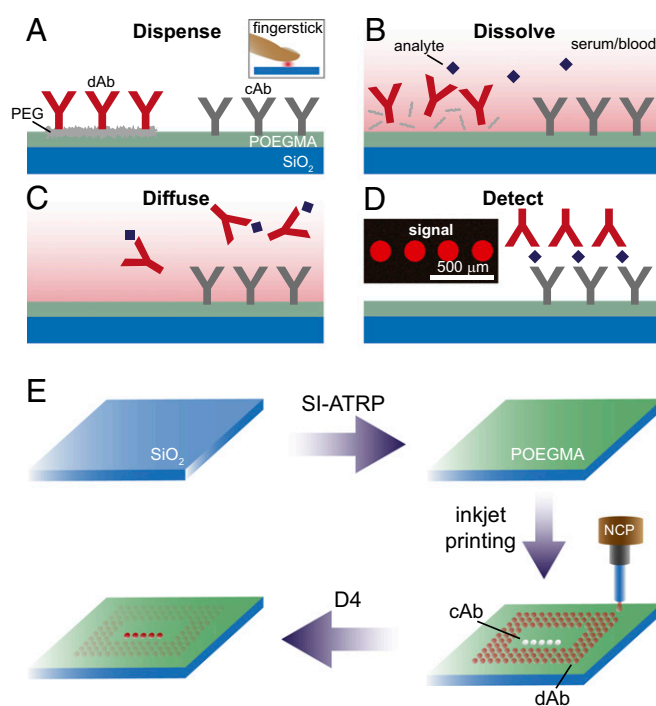 A
Dispense
fingerstick
dAb
cAb
PEG
POEGMA
SiO₂
B
Dissolve
analyte
serum/blood
C
Diffuse
D
Detect
signal
500 μm
E
SI-ATRP
SiO₂
POEGMA
inkjet
printing
NCP
D4
cAb
dAb